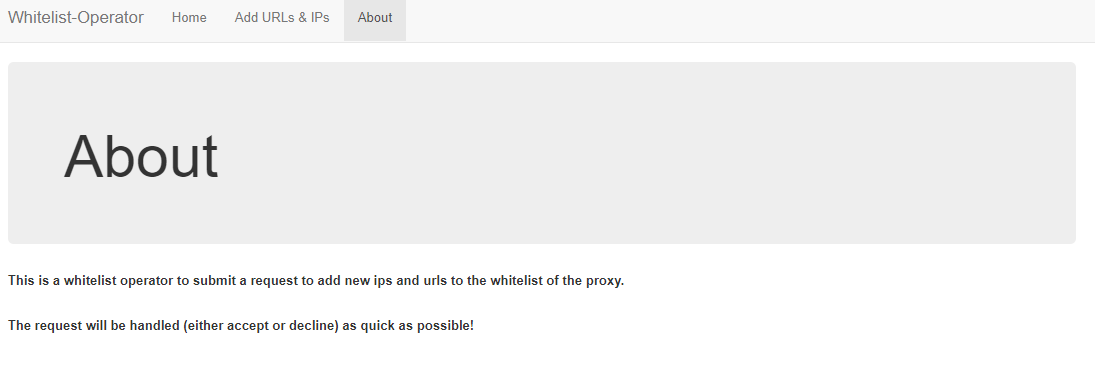 Whitelist-Operator Home Add URLs & IPs About
About
This is a whitelist operator to submit a request to add new ips and urls to the whitelist of the proxy.
The request will be handled (either accept or decline) as quick as possible!